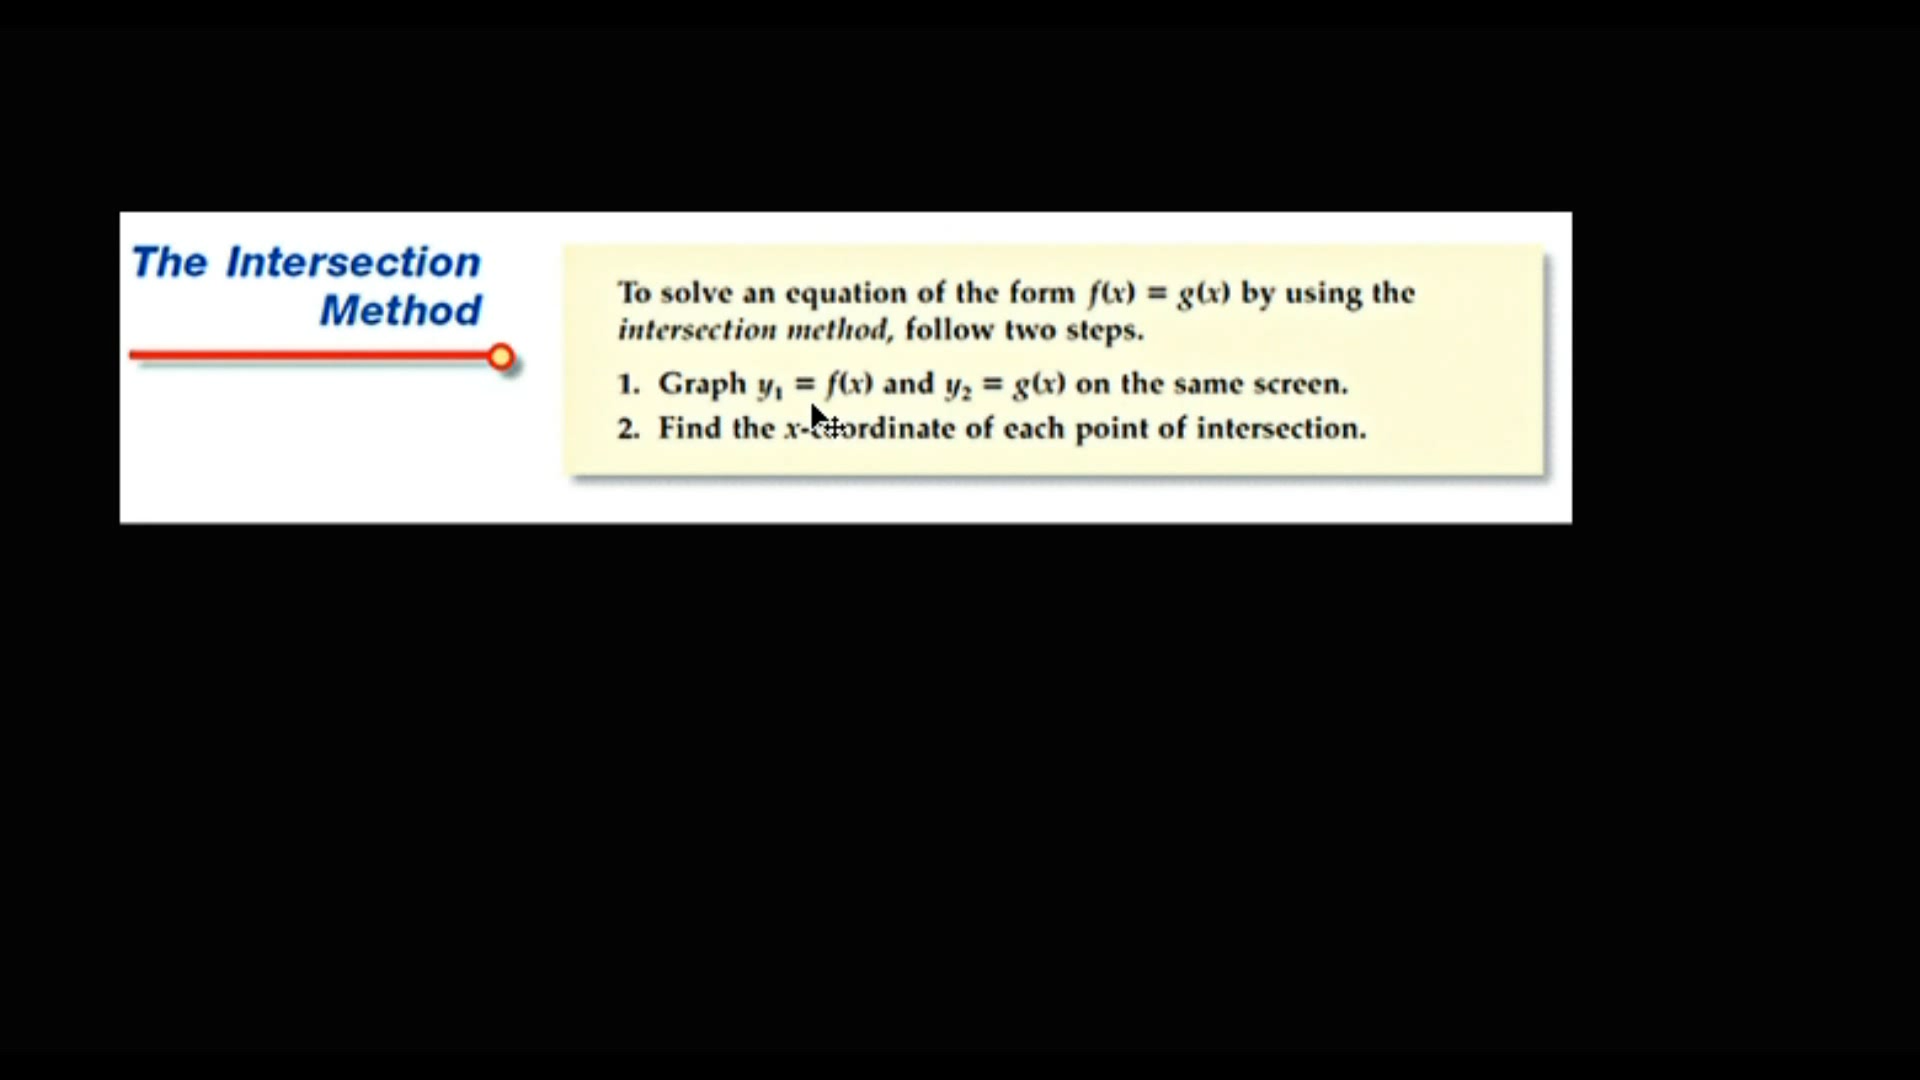 The Intersection
Method
To solve an equation of the form f(x) = g(x) by using the
intersection method, follow two steps.
1. Graph y₁ = f(x) and y₂ = g(x) on the same screen.
2. Find the x-coordinate of each point of intersection.